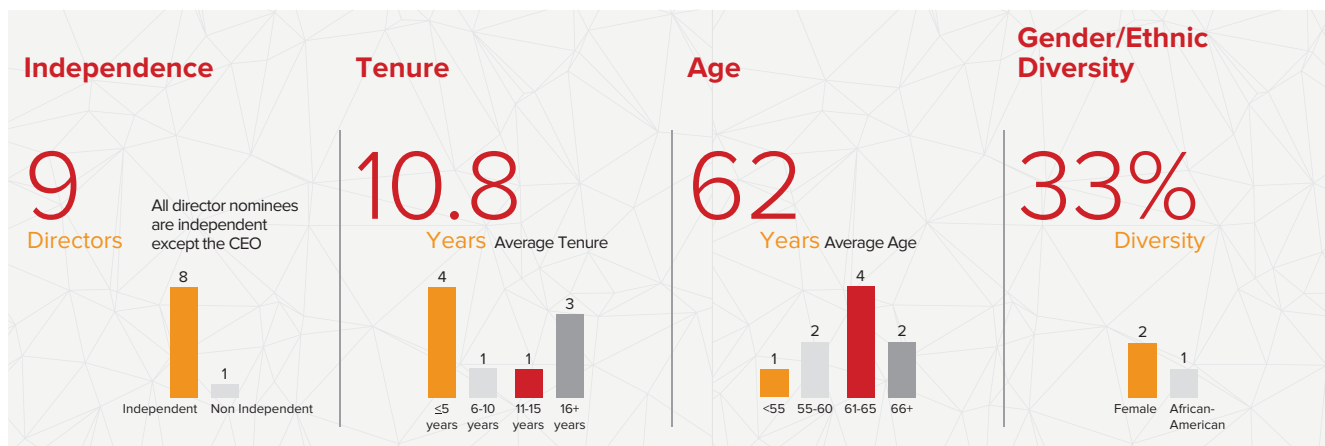 Independence
9
Directors
All director nominees
are independent
except the CEO
8
1
Independent
Non Independent
Tenure
10.8
Years Average Tenure
4
1
1
3
≤5
years
6-10
years
11-15
years
16+
years
Age
62
Years Average Age
1
2
4
2
<55
55-60
61-65
66+
Gender/Ethnic
Diversity
33%
Diversity
2
1
Female
African-
American